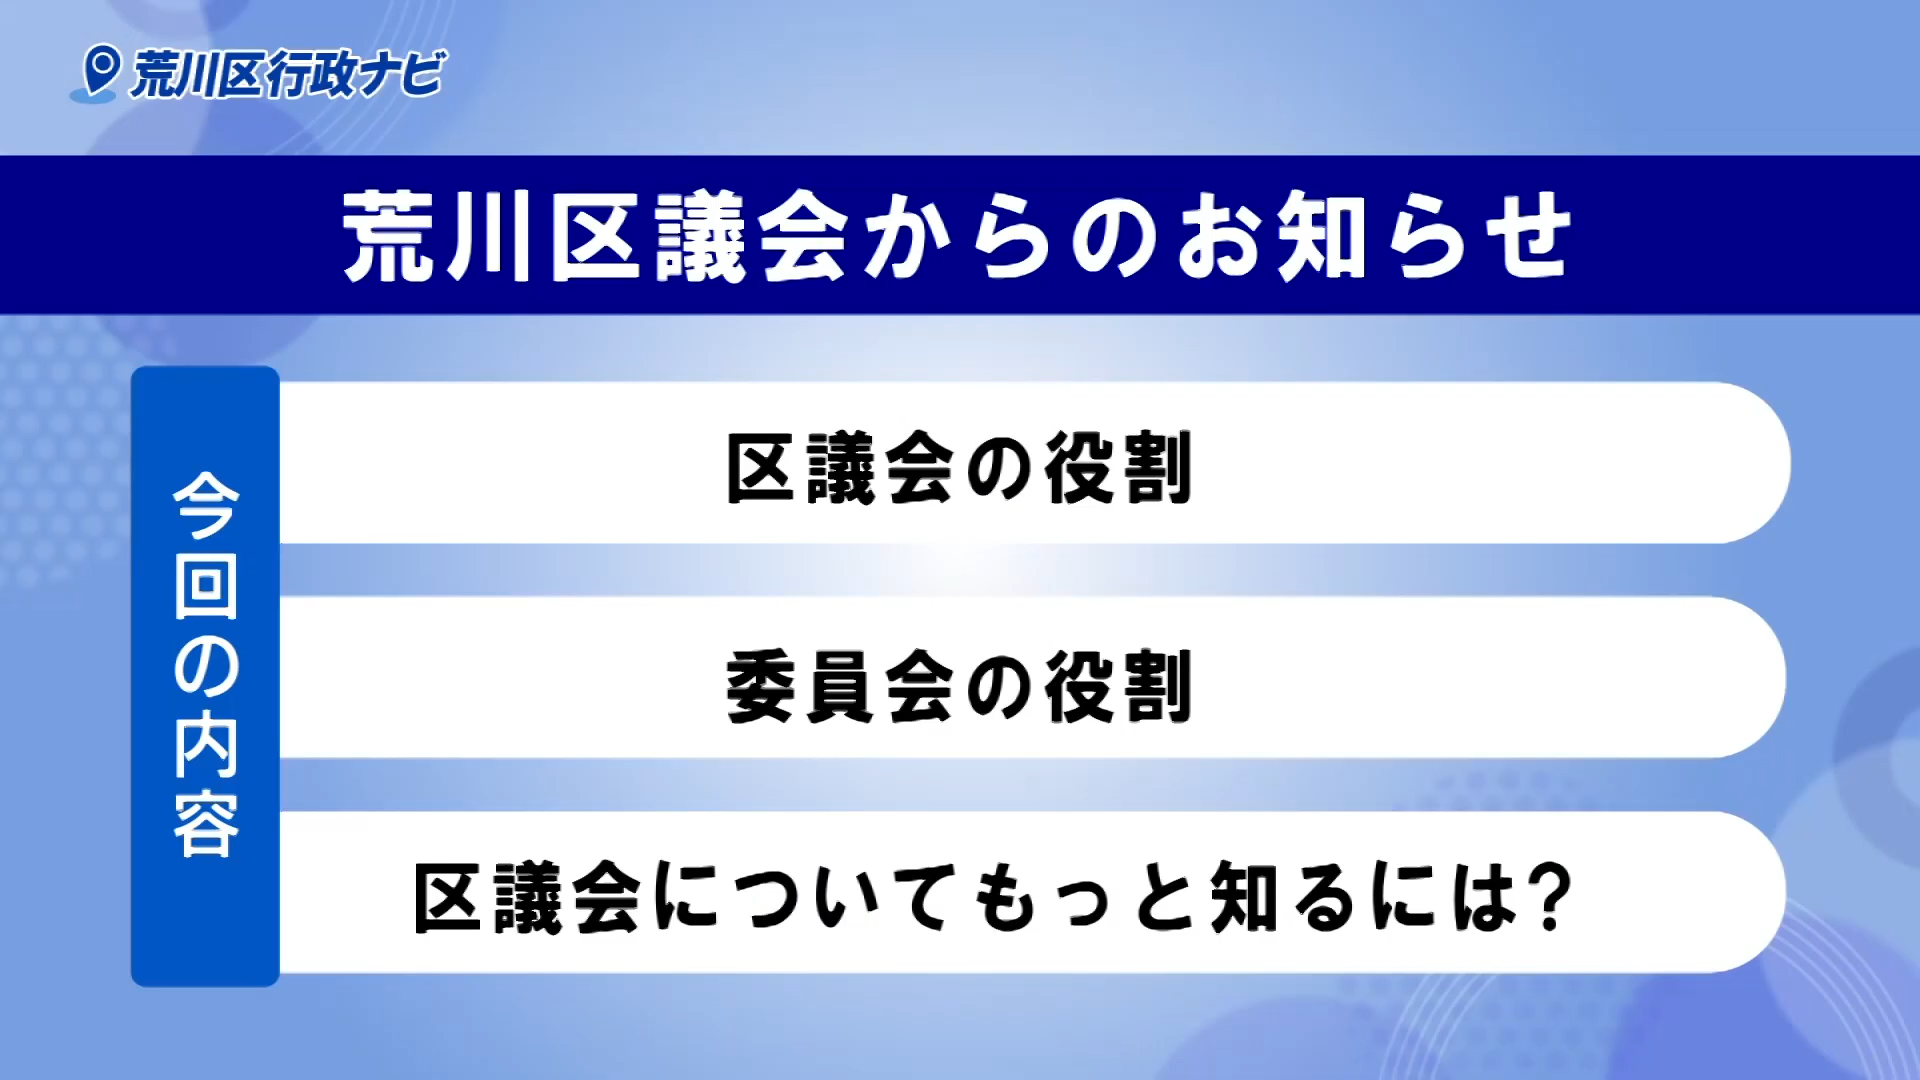 荒川区行政ナビ
荒川区議会からのお知らせ
今回の内容
区議会の役割
委員会の役割
区議会についてもっと知るには？